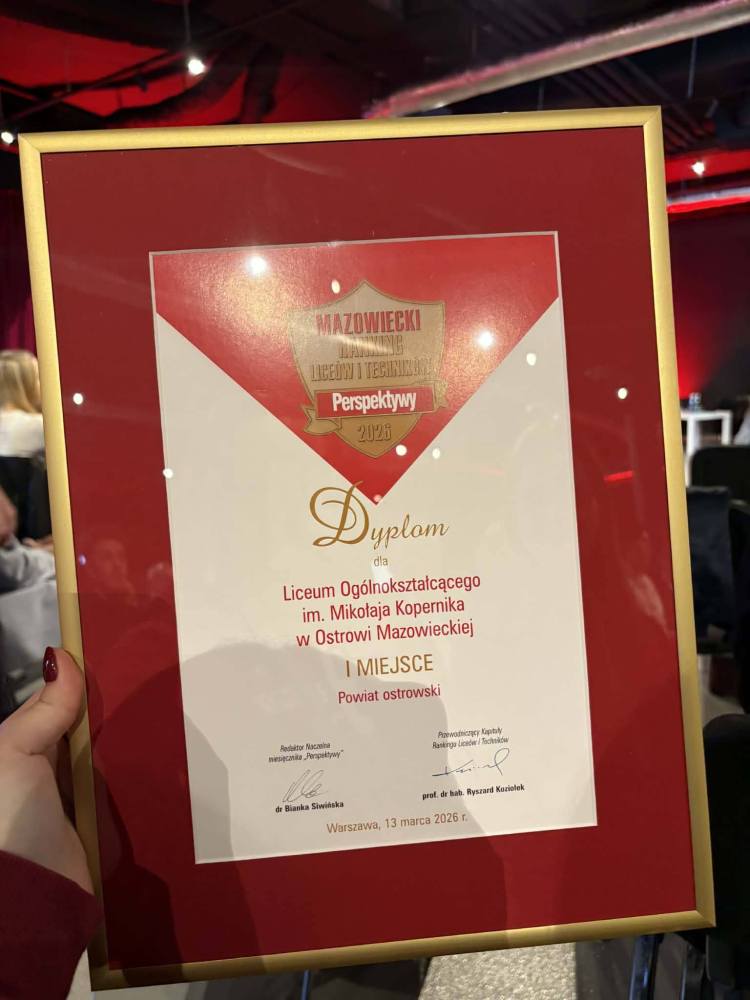 MAZOWIECKI
RANKING
LICEÓW I TECHNIKÓW
Perspektywy
2026
Dyplom
dla
Liceum Ogólnokształcącego
im. Mikołaja Kopernika
w Ostrowi Mazowieckiej
I MIEJSCE
Powiat ostrowski
Redaktor Naczelna
miesięcznika „Perspektywy”
dr Bianka Siwińska
Przewodniczący Kapituły
Rankingu Liceów i Techników
prof. dr hab. Ryszard Koziołek
Warszawa, 13 marca 2026 r.